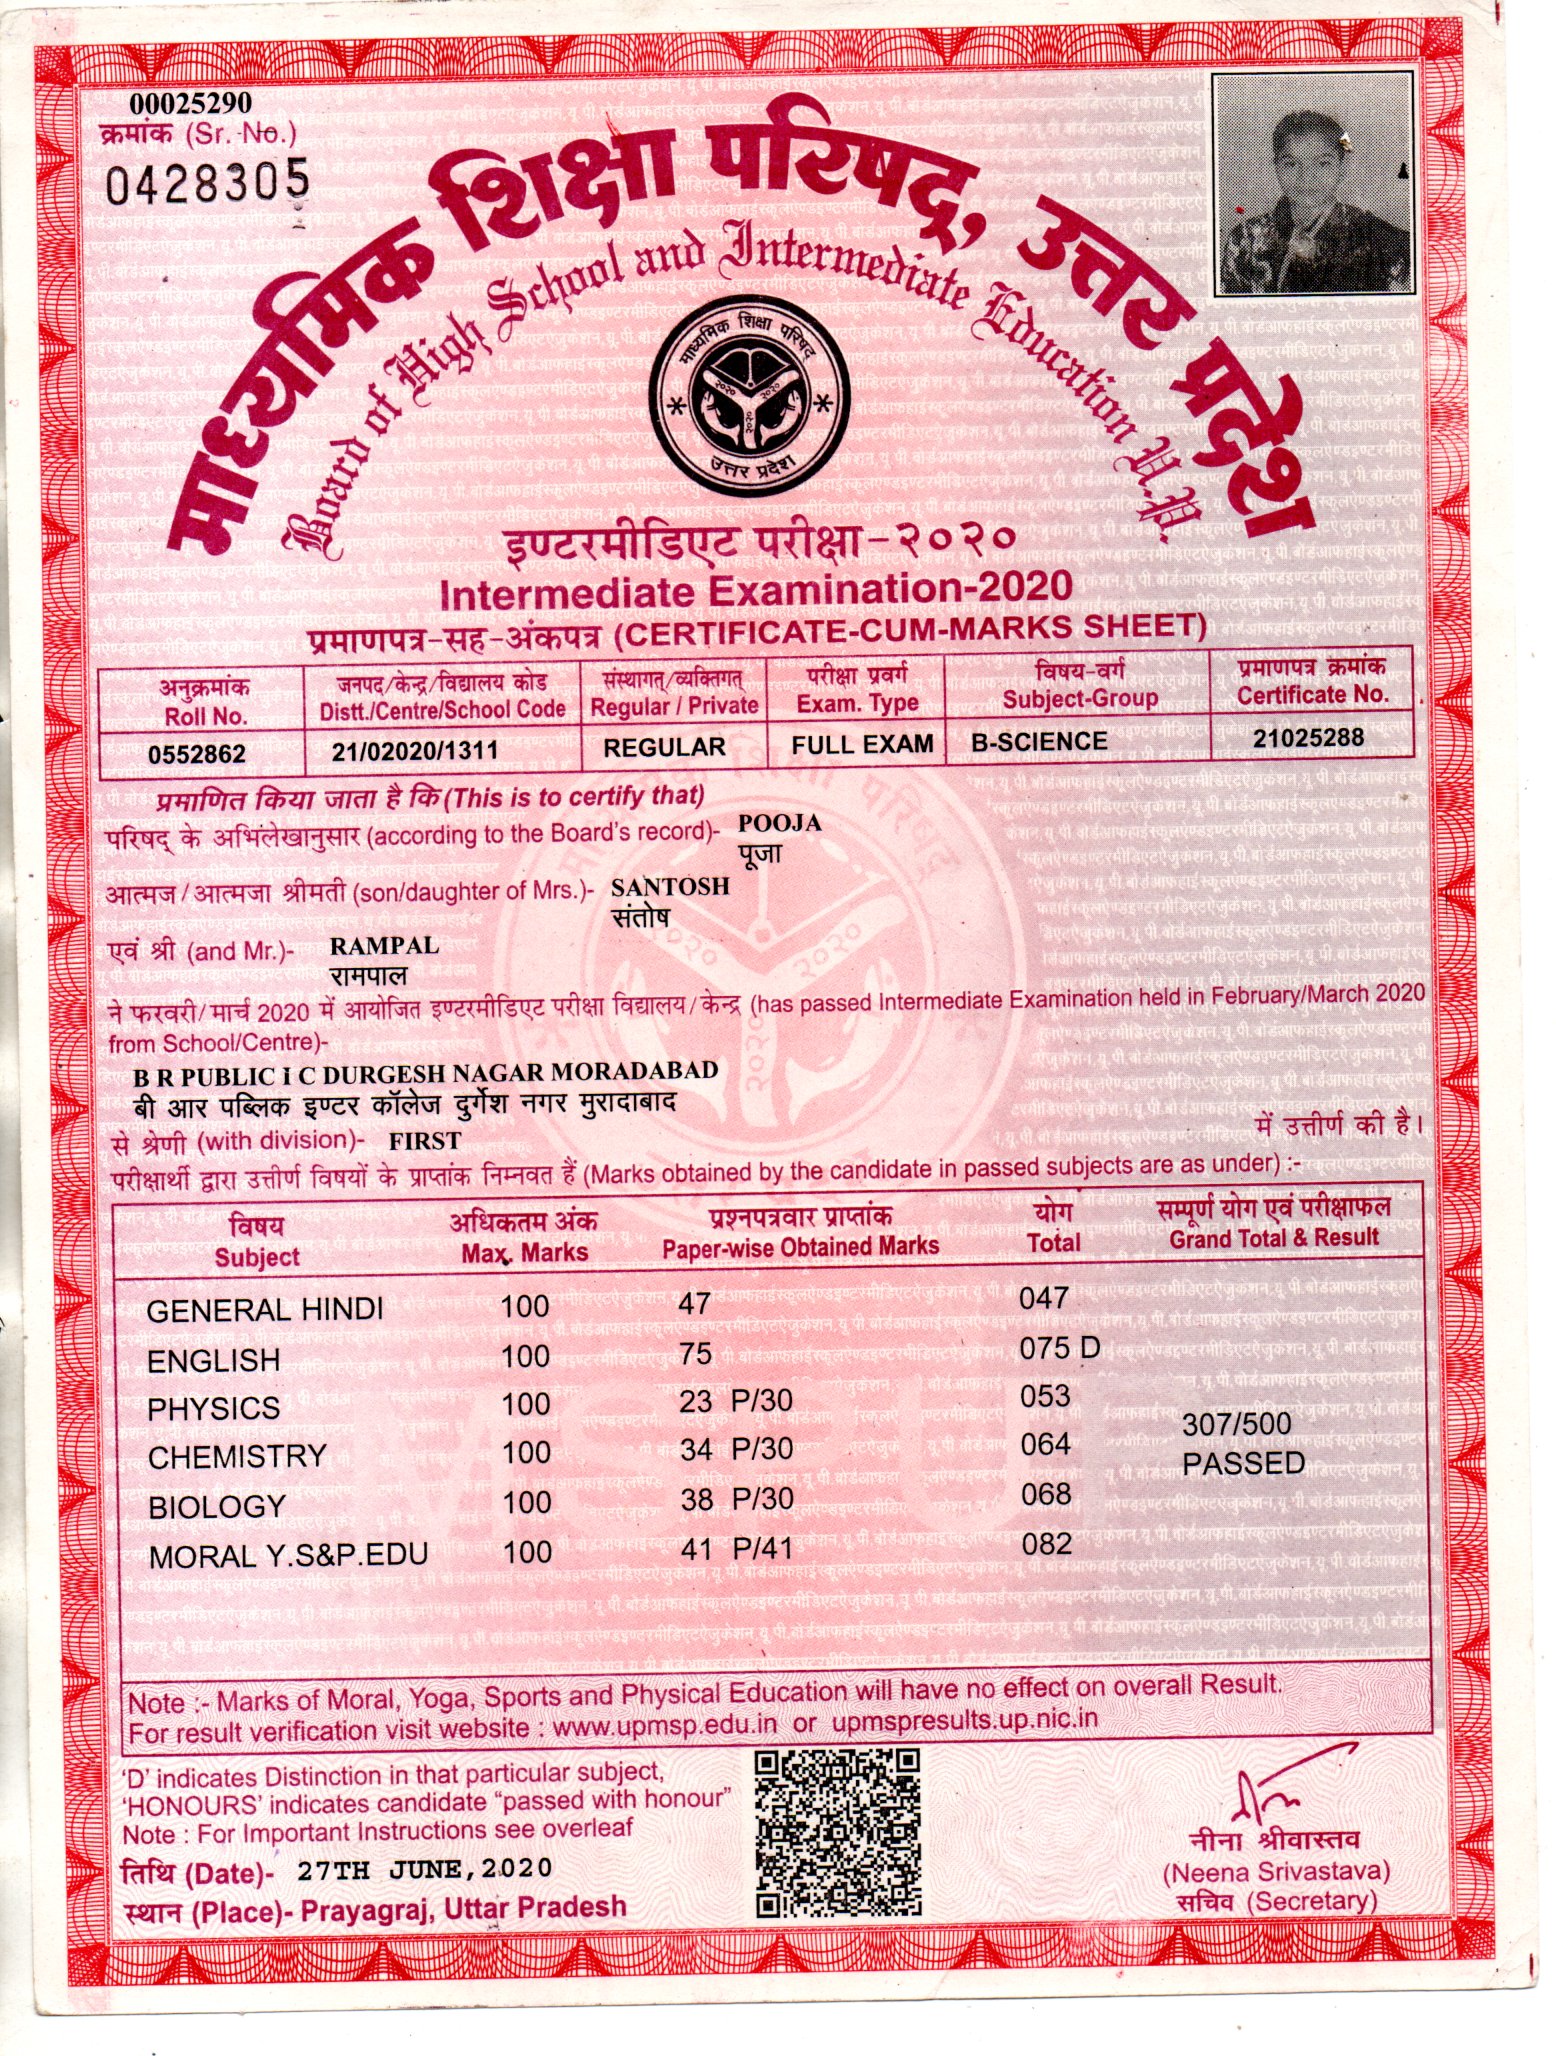 00025290
क्रमांक (Sr. No.)
0428305
माध्यमिक शिक्षा परिषद्, उत्तर प्रदेश
Board of High School and Intermediate Education U.P.
माध्यमिक शिक्षा परिषद
२०२० २०२० २०२०
उत्तर प्रदेश
इण्टरमीडिएट परीक्षा-२०२०
Intermediate Examination-2020
प्रमाणपत्र-सह-अंकपत्र (CERTIFICATE-CUM-MARKS SHEET)
अनुक्रमांक जनपद/केन्द्र/विद्यालय कोड संस्थागत्/व्यक्तिगत् परीक्षा प्रवर्ग विषय-वर्ग प्रमाणपत्र क्रमांक
Roll No. Distt./Centre/School Code Regular / Private Exam. Type Subject-Group Certificate No.
0552862 21/02020/1311 REGULAR FULL EXAM B-SCIENCE 21025288
प्रमाणित किया जाता है कि (This is to certify that)
परिषद् के अभिलेखानुसार (according to the Board's record)- POOJA
पूजा
आत्मज/आत्मजा श्रीमती (son/daughter of Mrs.)- SANTOSH
संतोष
एवं श्री (and Mr.)- RAMPAL
रामपाल
ने फरवरी/मार्च 2020 में आयोजित इण्टरमीडिएट परीक्षा विद्यालय/केन्द्र (has passed Intermediate Examination held in February/March 2020
from School/Centre)-
B R PUBLIC I C DURGESH NAGAR MORADABAD
बी आर पब्लिक इण्टर कॉलेज दुर्गेश नगर मुरादाबाद
से श्रेणी (with division)- FIRST में उत्तीर्ण की है।
परीक्षार्थी द्वारा उत्तीर्ण विषयों के प्राप्तांक निम्नवत हैं (Marks obtained by the candidate in passed subjects are as under) :-
विषय अधिकतम अंक प्रश्नपत्रवार प्राप्तांक योग सम्पूर्ण योग एवं परीक्षाफल
Subject Max. Marks Paper-wise Obtained Marks Total Grand Total & Result
GENERAL HINDI 100 47 047
ENGLISH 100 75 075 D
PHYSICS 100 23 P/30 053
307/500
CHEMISTRY 100 34 P/30 064
PASSED
BIOLOGY 100 38 P/30 068
MORAL Y.S&P.EDU 100 41 P/41 082
Note :- Marks of Moral, Yoga, Sports and Physical Education will have no effect on overall Result.
For result verification visit website : www.upmsp.edu.in or upmspresults.up.nic.in
'D' indicates Distinction in that particular subject,
'HONOURS' indicates candidate "passed with honour"
Note : For Important Instructions see overleaf
तिथि (Date)- 27TH JUNE,2020
स्थान (Place)- Prayagraj, Uttar Pradesh
नीना श्रीवास्तव
(Neena Srivastava)
सचिव (Secretary)